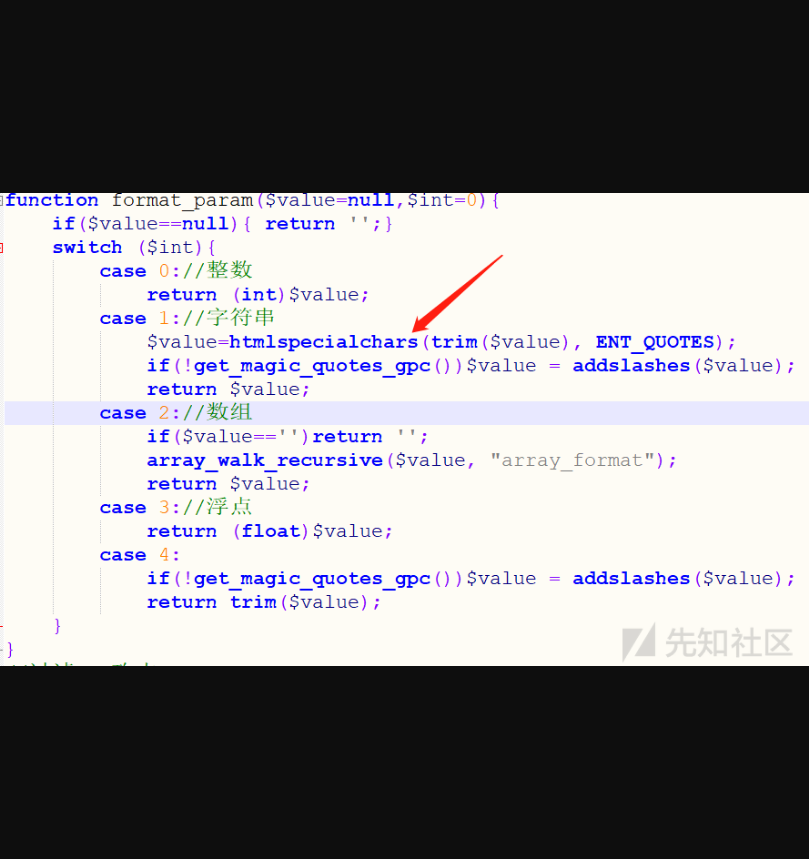 function format_param($value=null,$int=0){
if($value==null){ return '';}
switch ($int){
case 0://整数
return (int)$value;
case 1://字符串
$value=htmlspecialchars(trim($value), ENT_QUOTES);
if(!get_magic_quotes_gpc())$value = addslashes($value);
return $value;
case 2://数组
if($value=='')return '';
array_walk_recursive($value, "array_format");
return $value;
case 3://浮点
return (float)$value;
case 4:
if(!get_magic_quotes_gpc())$value = addslashes($value);
return trim($value);
}
}
先知社区